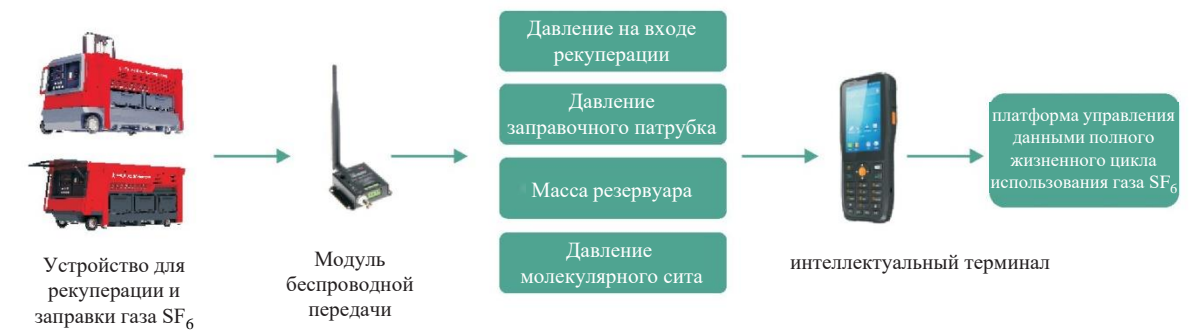 Устройство для
рекуперации и
заправки газа SF₆
Модуль
беспроводной
передачи
Давление на входе
рекуперации
Давление
заправочного патрубка
Масса резервуара
Давление
молекулярного сита
интеллектуальный терминал
платформа управления
данными полного
жизненного цикла
использования газа SF₆